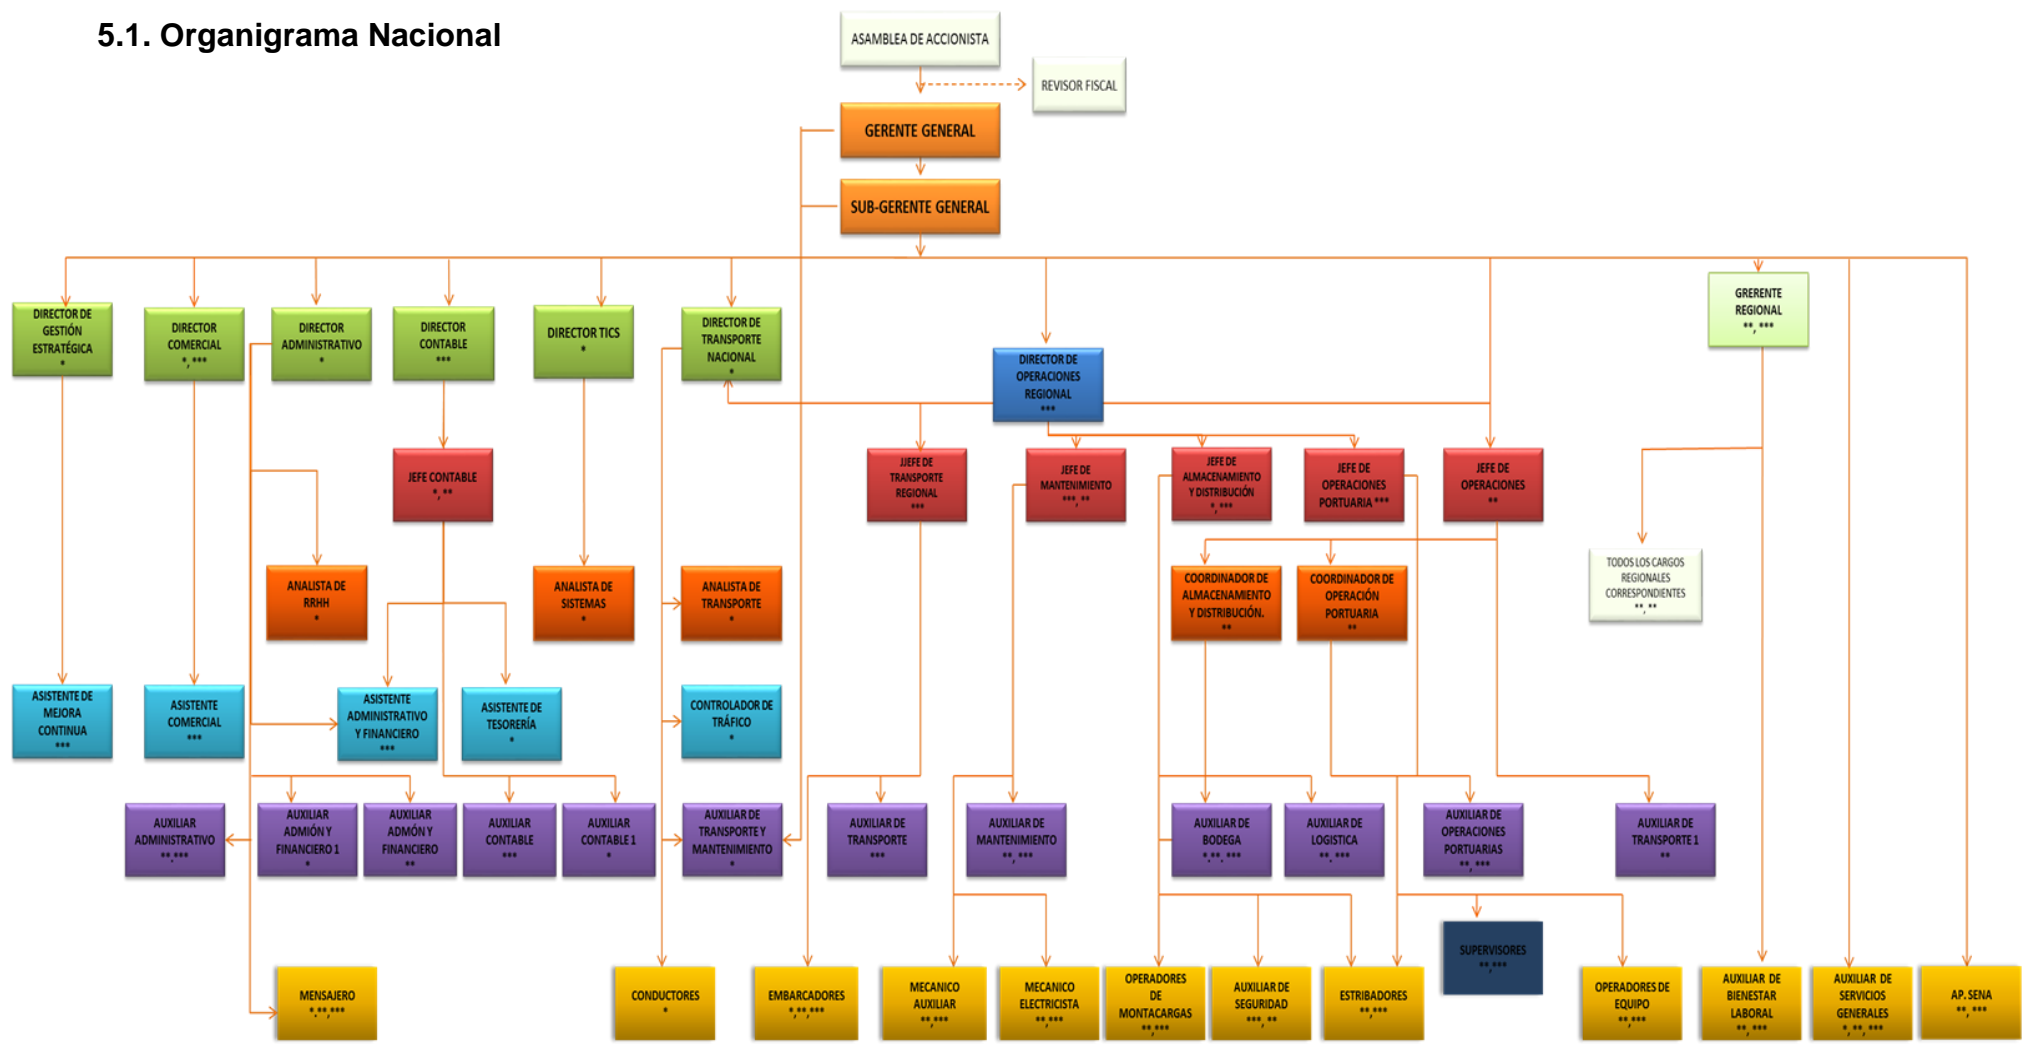 5.1. Organigrama Nacional
ASAMBLEA DE ACCIONISTA
REVISOR FISCAL
GERENTE GENERAL
SUB-GERENTE GENERAL
DIRECTOR DE
GESTIÓN
ESTRATÉGICA
*
DIRECTOR
COMERCIAL
*, ***
DIRECTOR
ADMINISTRATIVO
*
DIRECTOR
CONTABLE
***
DIRECTOR TICS
*
DIRECTOR DE
TRANSPORTE
NACIONAL
*
DIRECTOR DE
OPERACIONES
REGIONAL
***
GRERENTE
REGIONAL
**, ***
JEFE CONTABLE
*, **
JJEFE DE
TRANSPORTE
REGIONAL
***
JEFE DE
MANTENIMIENTO
***, **
JEFE DE
ALMACENAMIENTO
Y DISTRIBUCIÓN
*, ***
JEFE DE
OPERACIONES
PORTUARIA ***
JEFE DE
OPERACIONES
**
ANALISTA DE
RRHH
*
ANALISTA DE
SISTEMAS
*
ANALISTA DE
TRANSPORTE
*
COORDINADOR DE
ALMACENAMIENTO
Y DISTRIBUCIÓN.
**
COORDINADOR DE
OPERACIÓN
PORTUARIA
**
TODOS LOS CARGOS
REGIONALES
CORRESPONDIENTES
**, **
ASISTENTE DE
MEJORA
CONTINUA
***
ASISTENTE
COMERCIAL
***
ASISTENTE
ADMINISTRATIVO
Y FINANCIERO
***
ASISTENTE DE
TESORERÍA
*
CONTROLADOR DE
TRÁFICO
*
AUXILIAR
ADMINISTRATIVO
**.***
AUXILIAR
ADMIÓN Y
FINANCIERO 1
*
AUXILIAR
ADMÓN Y
FINANCIERO
**
AUXILIAR
CONTABLE
***
AUXILIAR
CONTABLE 1
*
AUXILIAR DE
TRANSPORTE Y
MANTENIMIENTO
*
AUXILIAR DE
TRANSPORTE
***
AUXILIAR DE
MANTENIMIENTO
**, ***
AUXILIAR DE
BODEGA
*.**. ***
AUXILIAR DE
LOGISTICA
**. ***
AUXILIAR DE
OPERACIONES
PORTUARIAS
**, ***
AUXILIAR DE
TRANSPORTE 1
**
SUPERVISORES
**,***
MENSAJERO
*.**,***
CONDUCTORES
*
EMBARCADORES
*,**,***
MECANICO
AUXILIAR
**,***
MECANICO
ELECTRICISTA
**,***
OPERADORES
DE
MONTACARGAS
**,***
AUXILIAR DE
SEGURIDAD
***, **
ESTRIBADORES
**,***
OPERADORES DE
EQUIPO
**,***
AUXILIAR DE
BIENESTAR
LABORAL
**, ***
AUXILIAR DE
SERVICIOS
GENERALES
*, **, ***
AP. SENA
**, ***